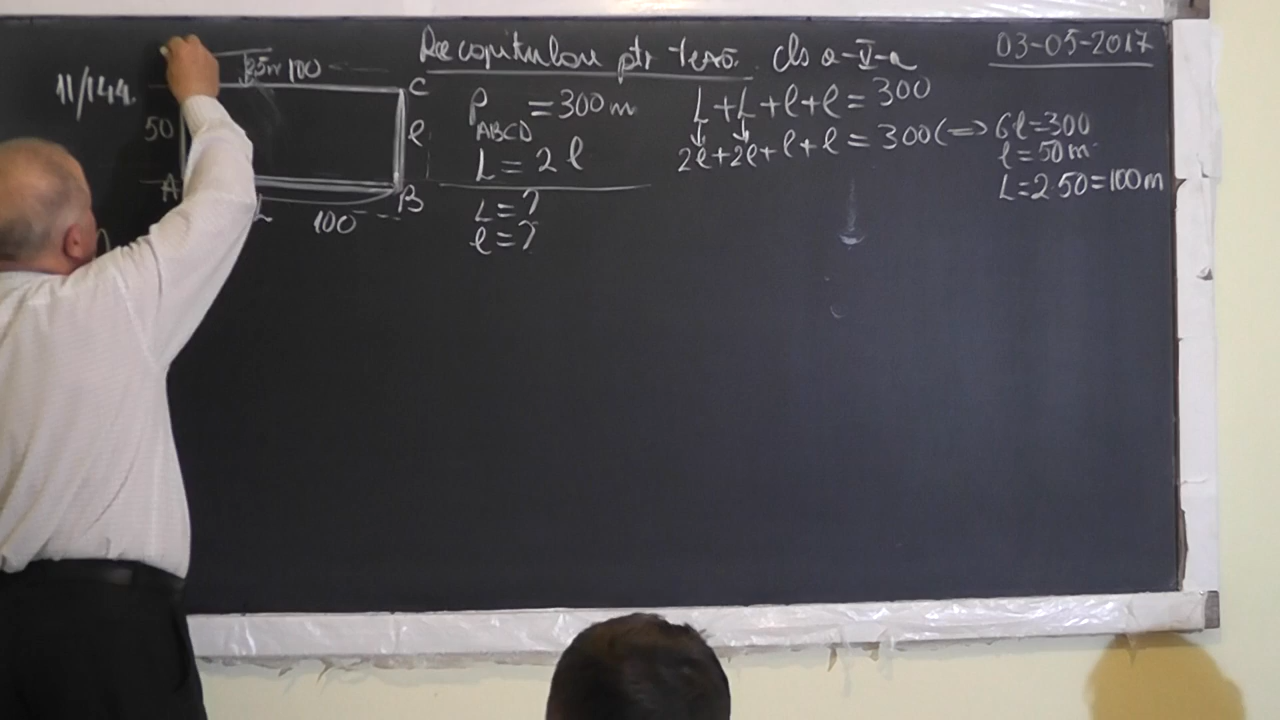 Recapitulare ptr teză cls a-V-a
03-05-2017
11/144.
25m 100
C
50
l
A
B
L
100
P ABCD = 300 m
L = 2 l
L = ?
l = ?
L + L + l + l = 300
2l + 2l + l + l = 300 (=> 6l = 300
l = 50 m
L = 2·50 = 100 m